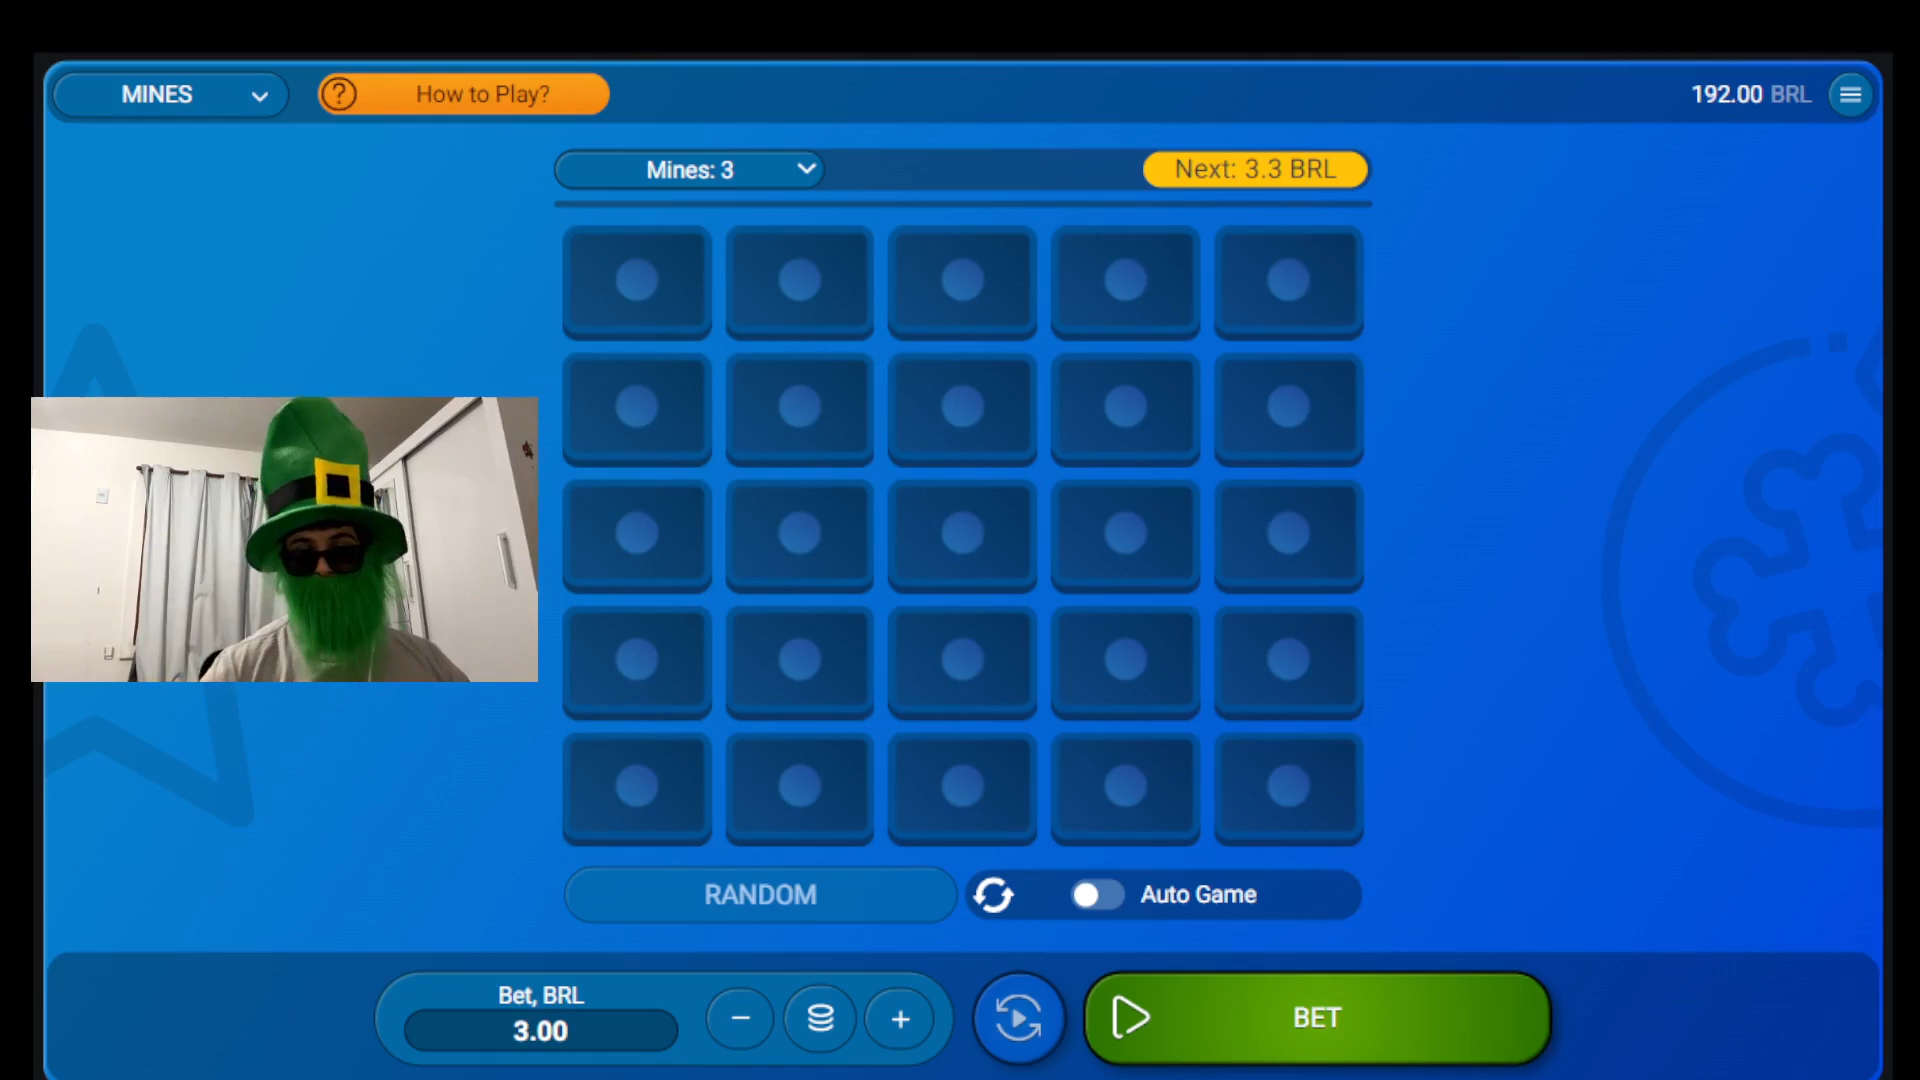 MINES
? How to Play?
192.00 BRL
Mines: 3
Next: 3.3 BRL
RANDOM
Auto Game
Bet, BRL
3.00
BET